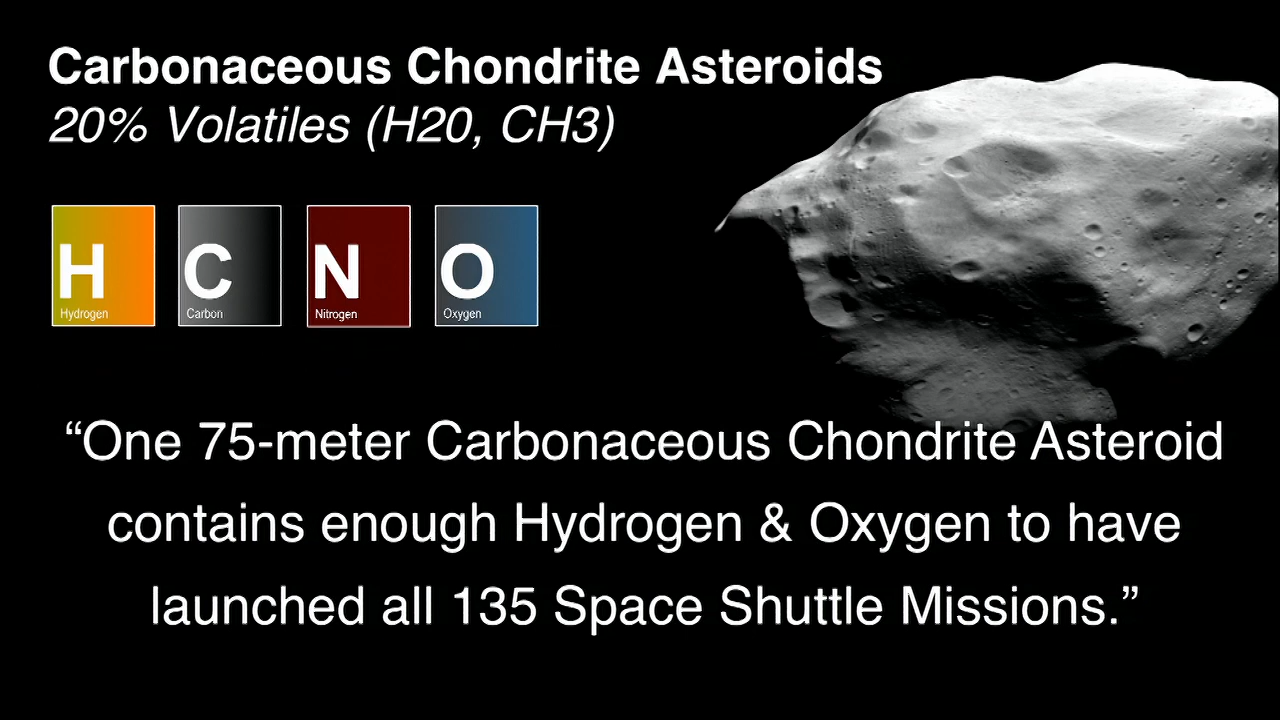 Carbonaceous Chondrite Asteroids
20% Volatiles (H20, CH3)
H C N O
Hydrogen Carbon Nitrogen Oxygen
“One 75-meter Carbonaceous Chondrite Asteroid
contains enough Hydrogen & Oxygen to have
launched all 135 Space Shuttle Missions.”